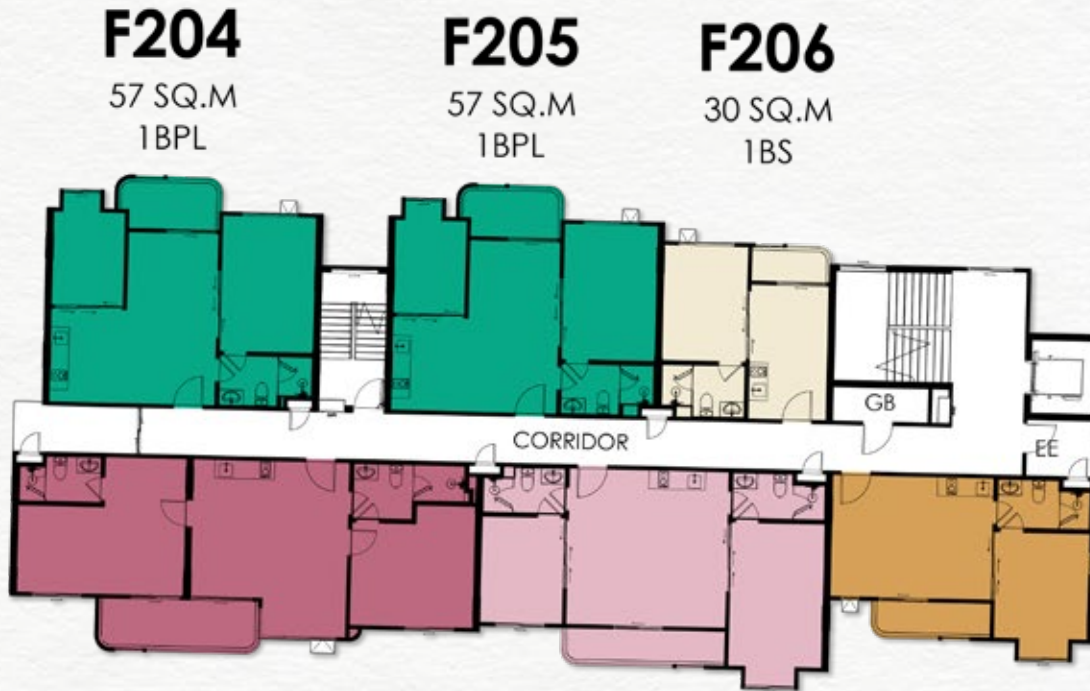 F204
57 SQ.M
1BPL
F205
57 SQ.M
1BPL
F206
30 SQ.M
1BS
GB
CORRIDOR
EE